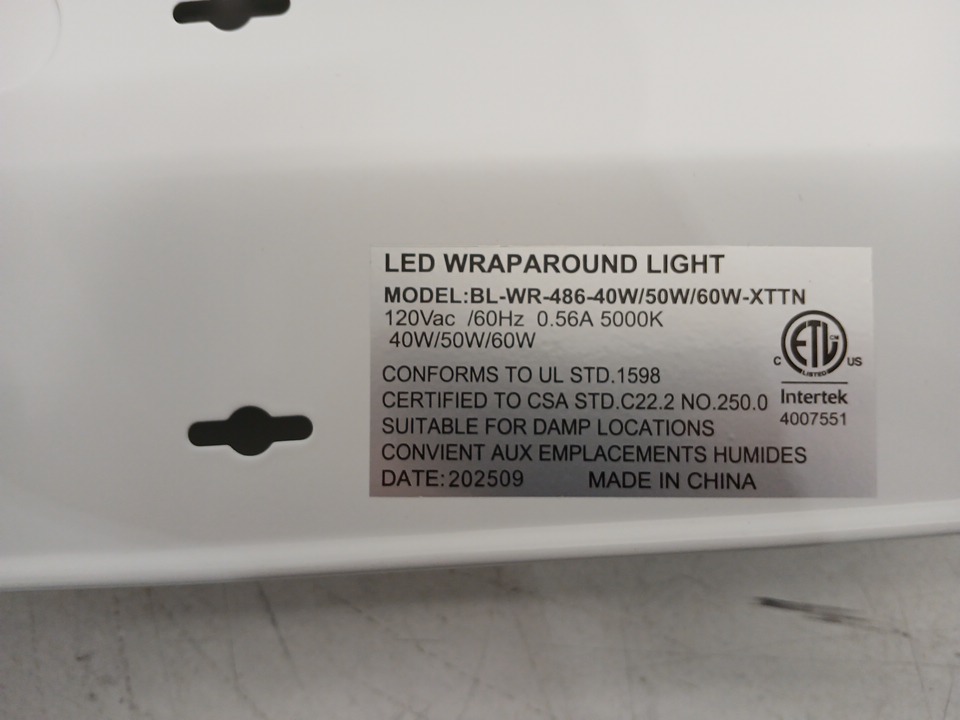 LED WRAPAROUND LIGHT
MODEL:BL-WR-486-40W/50W/60W-XTTN
120Vac /60Hz 0.56A 5000K
40W/50W/60W
CONFORMS TO UL STD.1598
CERTIFIED TO CSA STD.C22.2 NO.250.0
SUITABLE FOR DAMP LOCATIONS
CONVIENT AUX EMPLACEMENTS HUMIDES
DATE:202509 MADE IN CHINA
ETL CM
LISTED
C US
Intertek
4007551